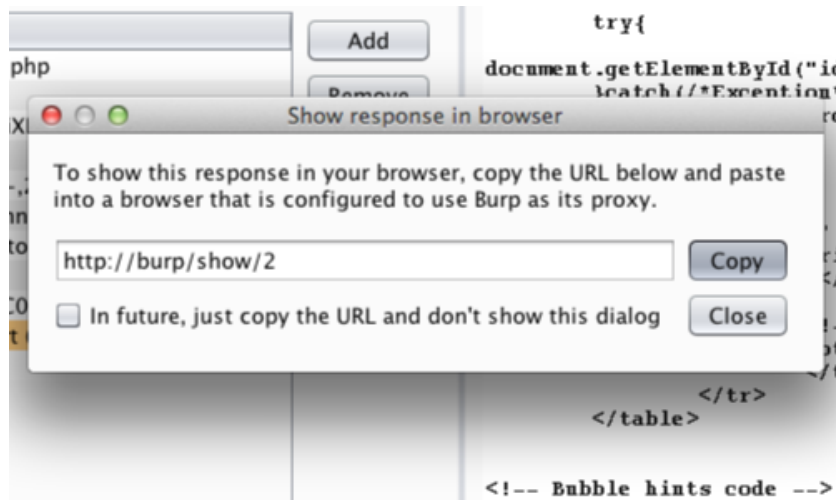 try{
Add
php
document.getElementById("i
Remove
}catch(/*Exception
Show response in browser
To show this response in your browser, copy the URL below and paste
into a browser that is configured to use Burp as its proxy.
http://burp/show/2
Copy
In future, just copy the URL and don't show this dialog
Close
</tr>
</table>
<!-- Bubble hints code -->